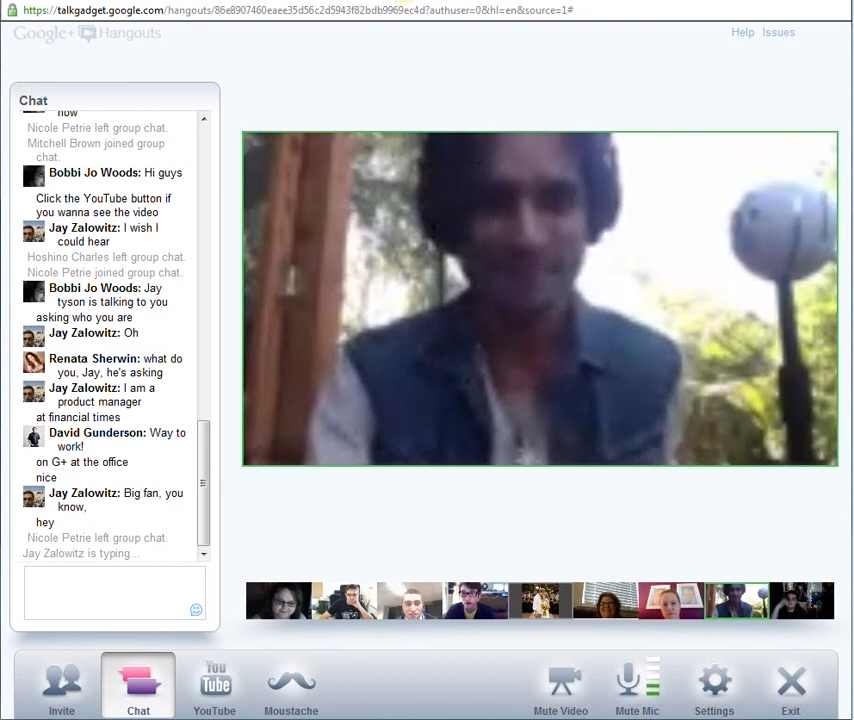 https://talkgadget.google.com/hangouts/86e8907460eaee35d56c2d5943f82bdb9969ec4d?authuser=0&hl=en&source=1#
Google+ Hangouts
Help Issues
Chat
now
Nicole Petrie left group chat.
Mitchell Brown joined group
chat.
Bobbi Jo Woods: Hi guys
Click the YouTube button if
you wanna see the video
Jay Zalowitz: I wish I
could hear
Hoshino Charles left group chat.
Nicole Petrie joined group chat.
Bobbi Jo Woods: Jay
tyson is talking to you
asking who you are
Jay Zalowitz: Oh
Renata Sherwin: what do
you, Jay, he's asking
Jay Zalowitz: I am a
product manager
at financial times
David Gunderson: Way to
work!
on G+ at the office
nice
Jay Zalowitz: Big fan, you
know,
hey
Nicole Petrie left group chat.
Jay Zalowitz is typing...
Invite
Chat
You
Tube
YouTube
Moustache
Mute Video
Mute Mic
Settings
Exit